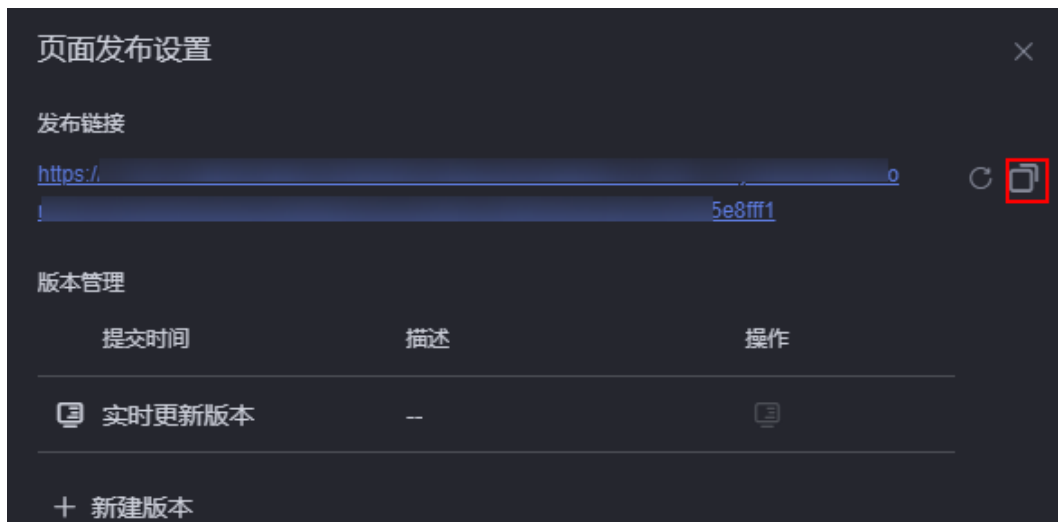 页面发布设置
发布链接
https://
5e8fff1
版本管理
提交时间 描述 操作
实时更新版本 --
新建版本